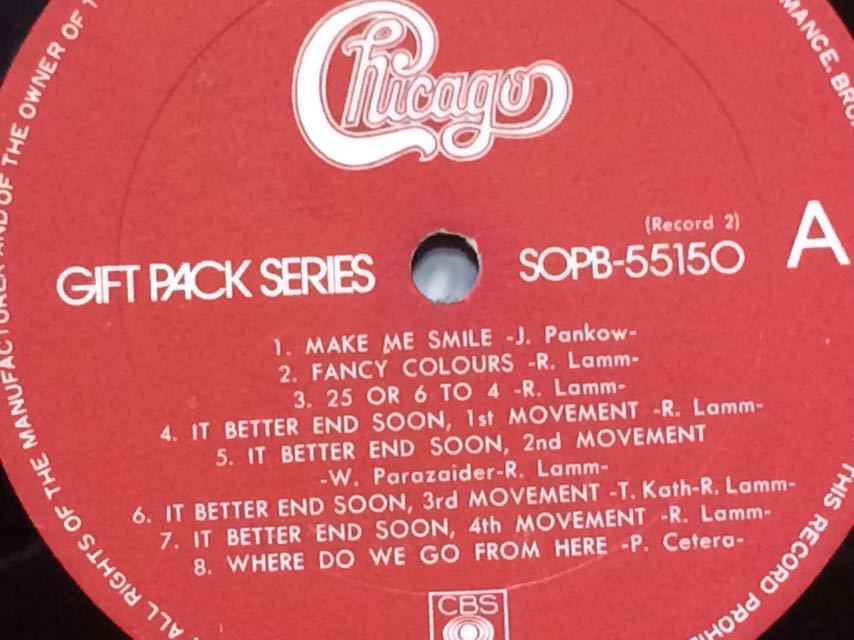 Chicago
(Record 2)
GIFT PACK SERIES
SOPB-55150
A
1. MAKE ME SMILE -J. Pankow-
2. FANCY COLOURS -R. Lamm-
3. 25 OR 6 TO 4 -R. Lamm-
4. IT BETTER END SOON, 1st MOVEMENT -R. Lamm-
5. IT BETTER END SOON, 2nd MOVEMENT
-W. Parazaider-R. Lamm-
6. IT BETTER END SOON, 3rd MOVEMENT -T. Kath-R. Lamm-
7. IT BETTER END SOON, 4th MOVEMENT -R. Lamm-
8. WHERE DO WE GO FROM HERE -P. Cetera-
CBS
ALL RIGHTS OF THE MANUFACTURER AND OF THE OWNER OF
THIS RECORD